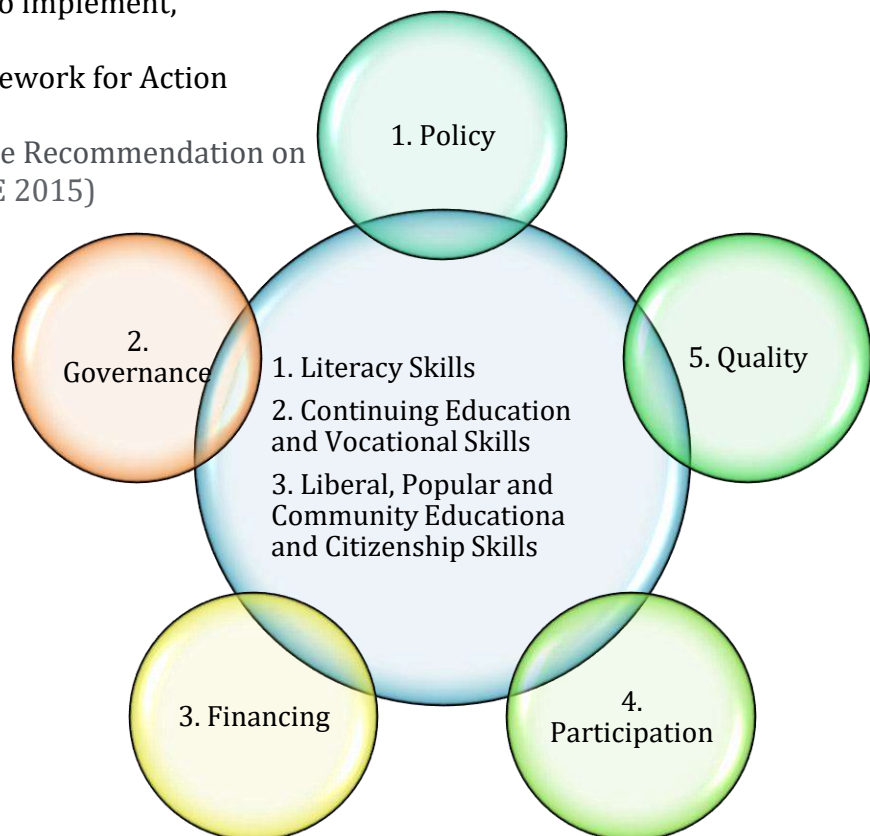 o implement,
ework for Action
e Recommendation on
E 2015)
1. Policy
2.
Governance
5. Quality
1. Literacy Skills
2. Continuing Education
and Vocational Skills
3. Liberal, Popular and
Community Educationa
and Citizenship Skills
3. Financing
4.
Participation